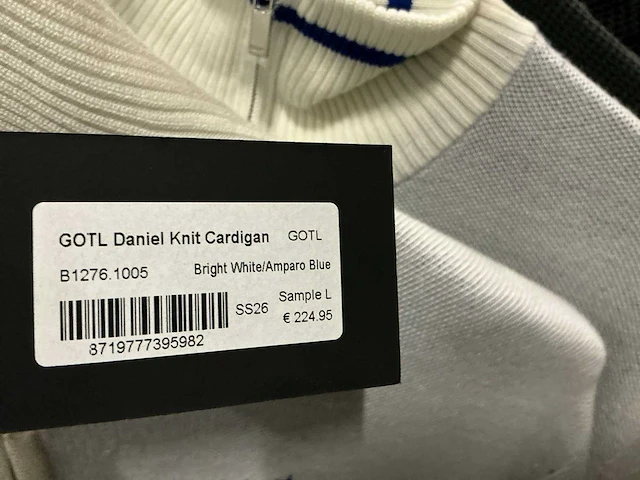 GOTL Daniel Knit Cardigan GOTL
B1276.1005 Bright White/Amparo Blue
SS26 Sample L
€ 224.95
8719777395982